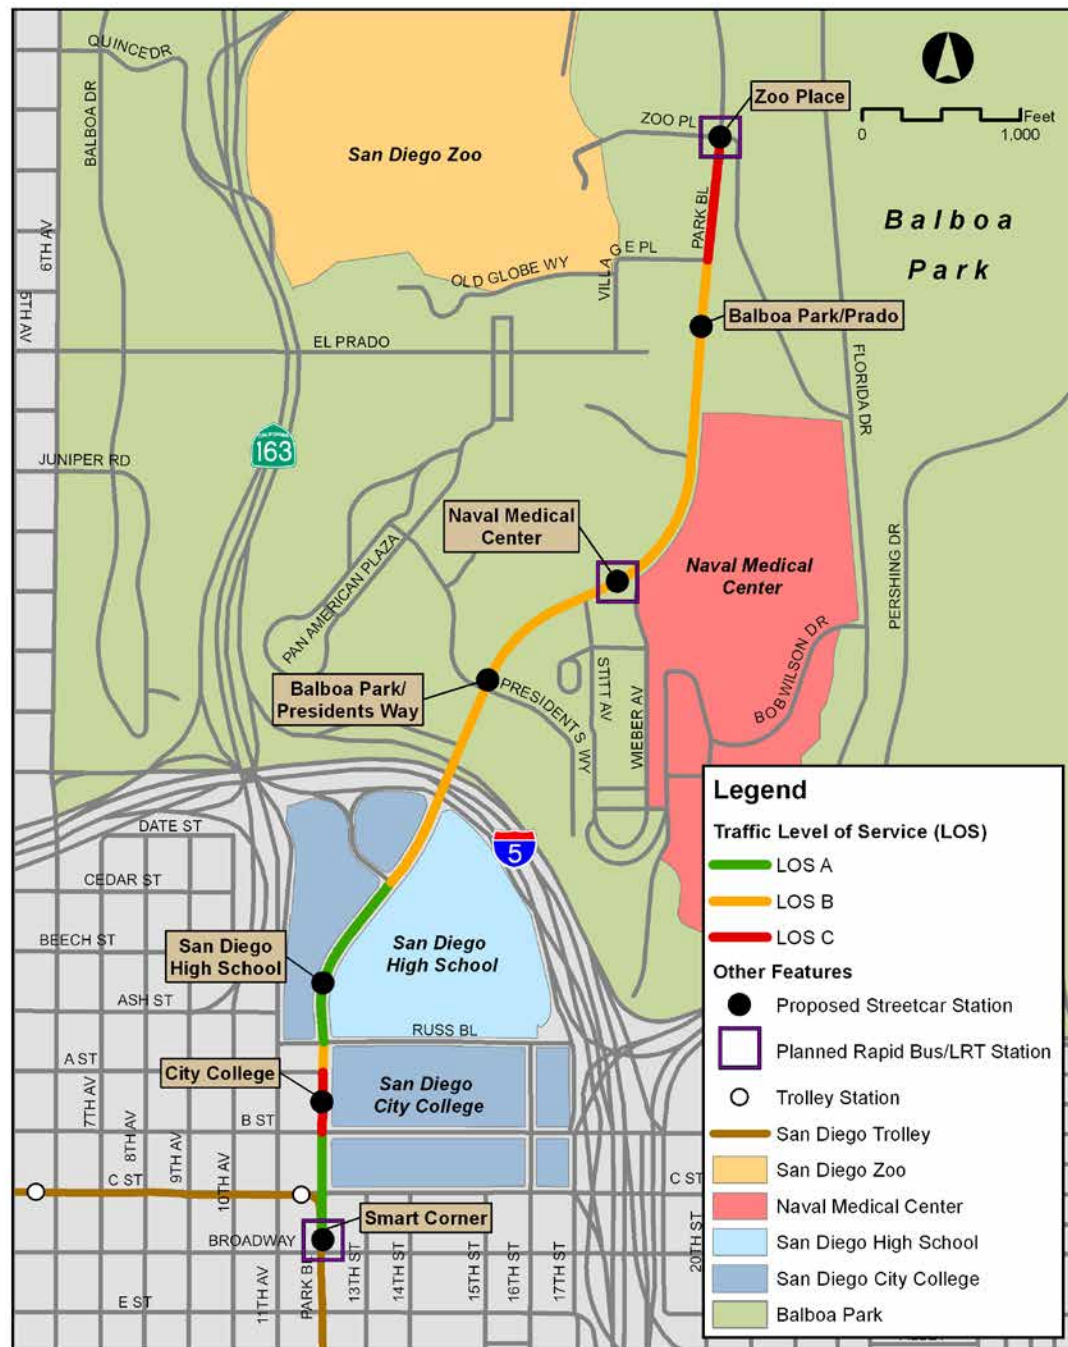 QUINCE DR
BALBOA DR
6TH AV
5TH AV
San Diego Zoo
Zoo Place
ZOO PL
Feet
0
1,000
PARK BL
Balboa
Park
VILLAGE PL
OLD GLOBE WY
Balboa Park/Prado
EL PRADO
FLORIDA DR
CALIFORNIA
163
JUNIPER RD
Naval Medical
Center
Naval Medical
Center
PERSHING DR
PAN AMERICAN PLAZA
BOB WILSON DR
Balboa Park/
Presidents Way
PRESIDENTS WY
STITT AV
WIEBER AV
DATE ST
5
CEDAR ST
BEECH ST
San Diego
High School
San Diego
High School
ASH ST
RUSS BL
A ST
City College
San Diego
City College
7TH AV
8TH AV
9TH AV
10TH AV
B ST
C ST
C ST
Smart Corner
BROADWAY
11TH AV
PARK B
13TH ST
14TH ST
15TH ST
16TH ST
17TH ST
20TH ST
E ST
Legend
Traffic Level of Service (LOS)
LOS A
LOS B
LOS C
Other Features
Proposed Streetcar Station
Planned Rapid Bus/LRT Station
Trolley Station
San Diego Trolley
San Diego Zoo
Naval Medical Center
San Diego High School
San Diego City College
Balboa Park